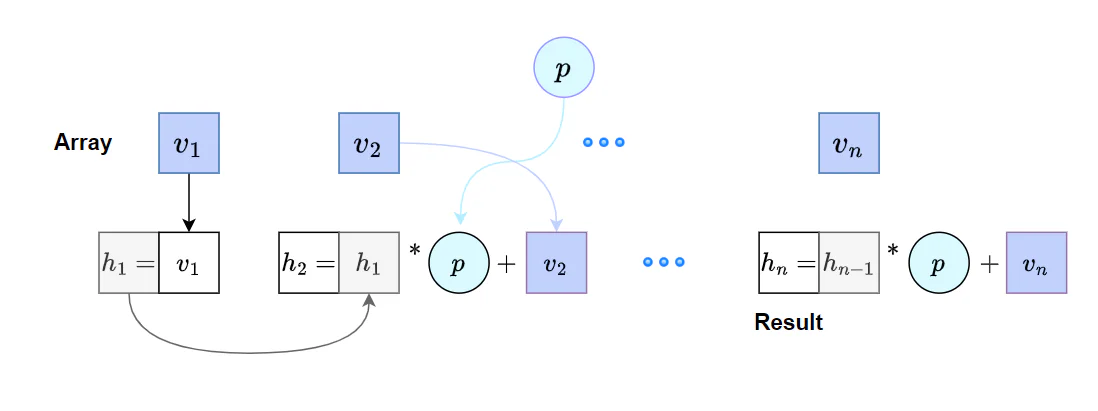 p
Array v₁ v₂ ••• vₙ
h₁ = v₁ h₂ = h₁ * p + v₂ ••• hₙ = hₙ₋₁ * p + vₙ
Result